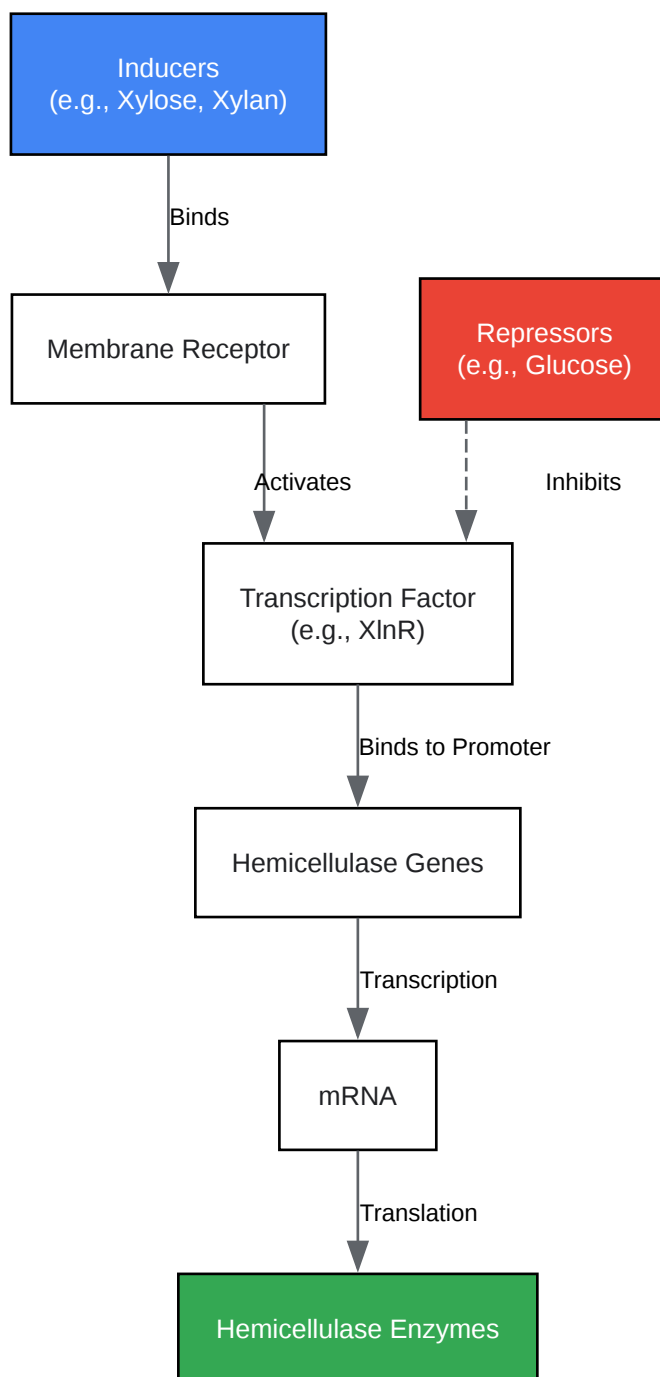 Inducers
(e.g., Xylose, Xylan)
Binds
Membrane Receptor
Repressors
(e.g., Glucose)
Activates
Inhibits
Transcription Factor
(e.g., XlnR)
Binds to Promoter
Hemicellulase Genes
Transcription
mRNA
Translation
Hemicellulase Enzymes